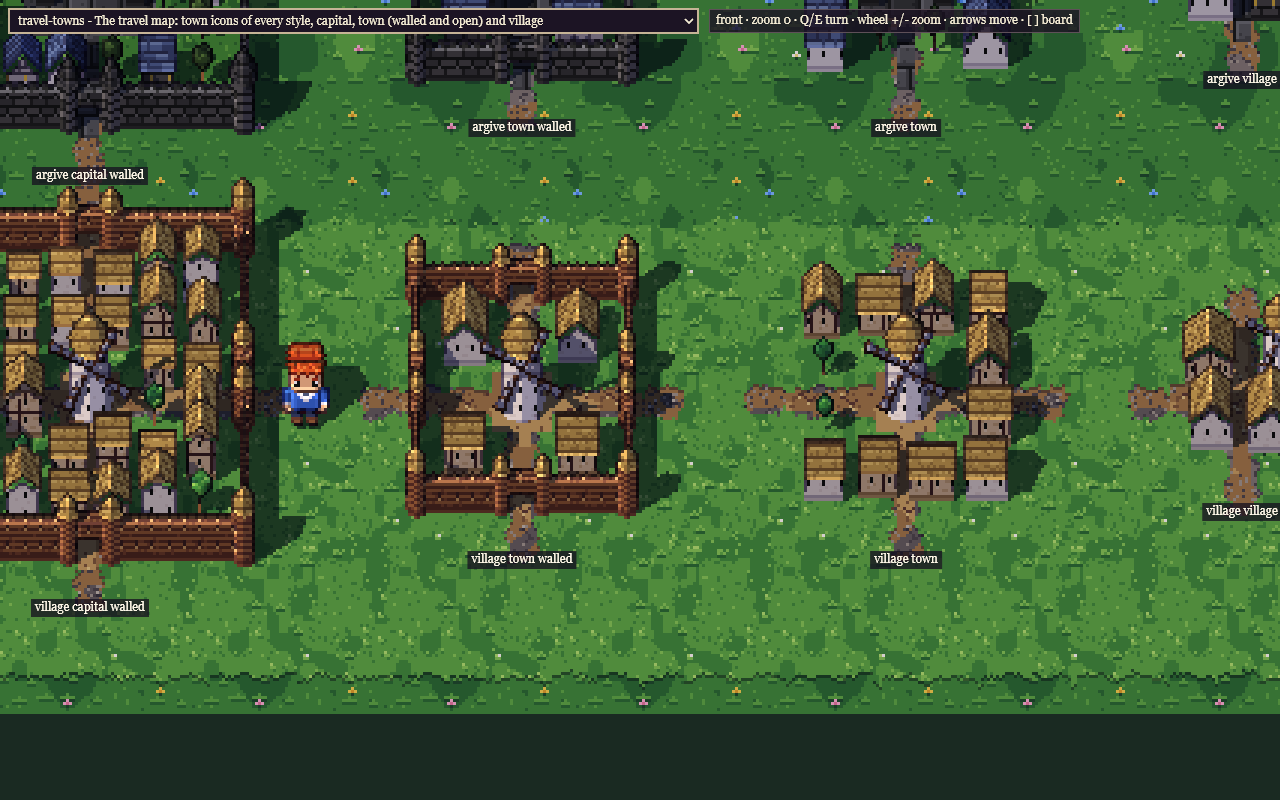 travel-towns - The travel map: town icons of every style, capital, town (walled and open) and village
front · zoom 0 · Q/E turn · wheel +/- zoom · arrows move · [ ] board
argive village
argive town walled
argive town
argive capital walled
village village
village town walled
village town
village capital walled